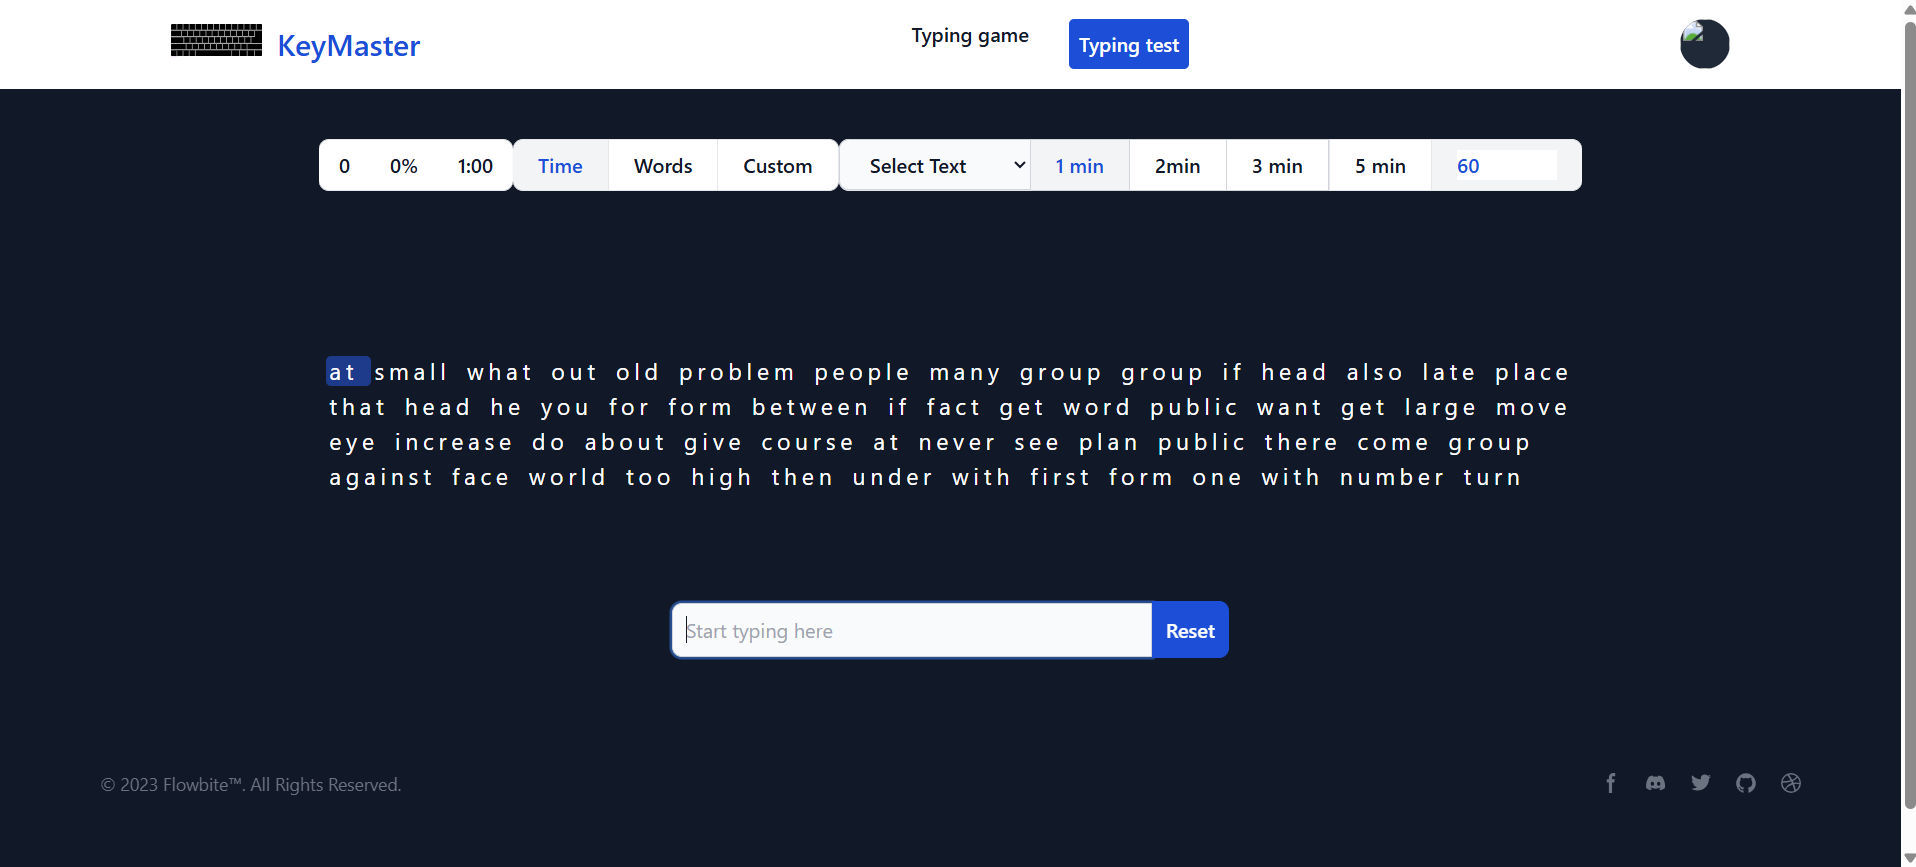 KeyMaster
Typing game
Typing test
0 0% 1:00 Time Words Custom Select Text 1 min 2min 3 min 5 min 60
at small what out old problem people many group group if head also late place
that head he you for form between if fact get word public want get large move
eye increase do about give course at never see plan public there come group
against face world too high then under with first form one with number turn
Start typing here
Reset
© 2023 Flowbite™. All Rights Reserved.